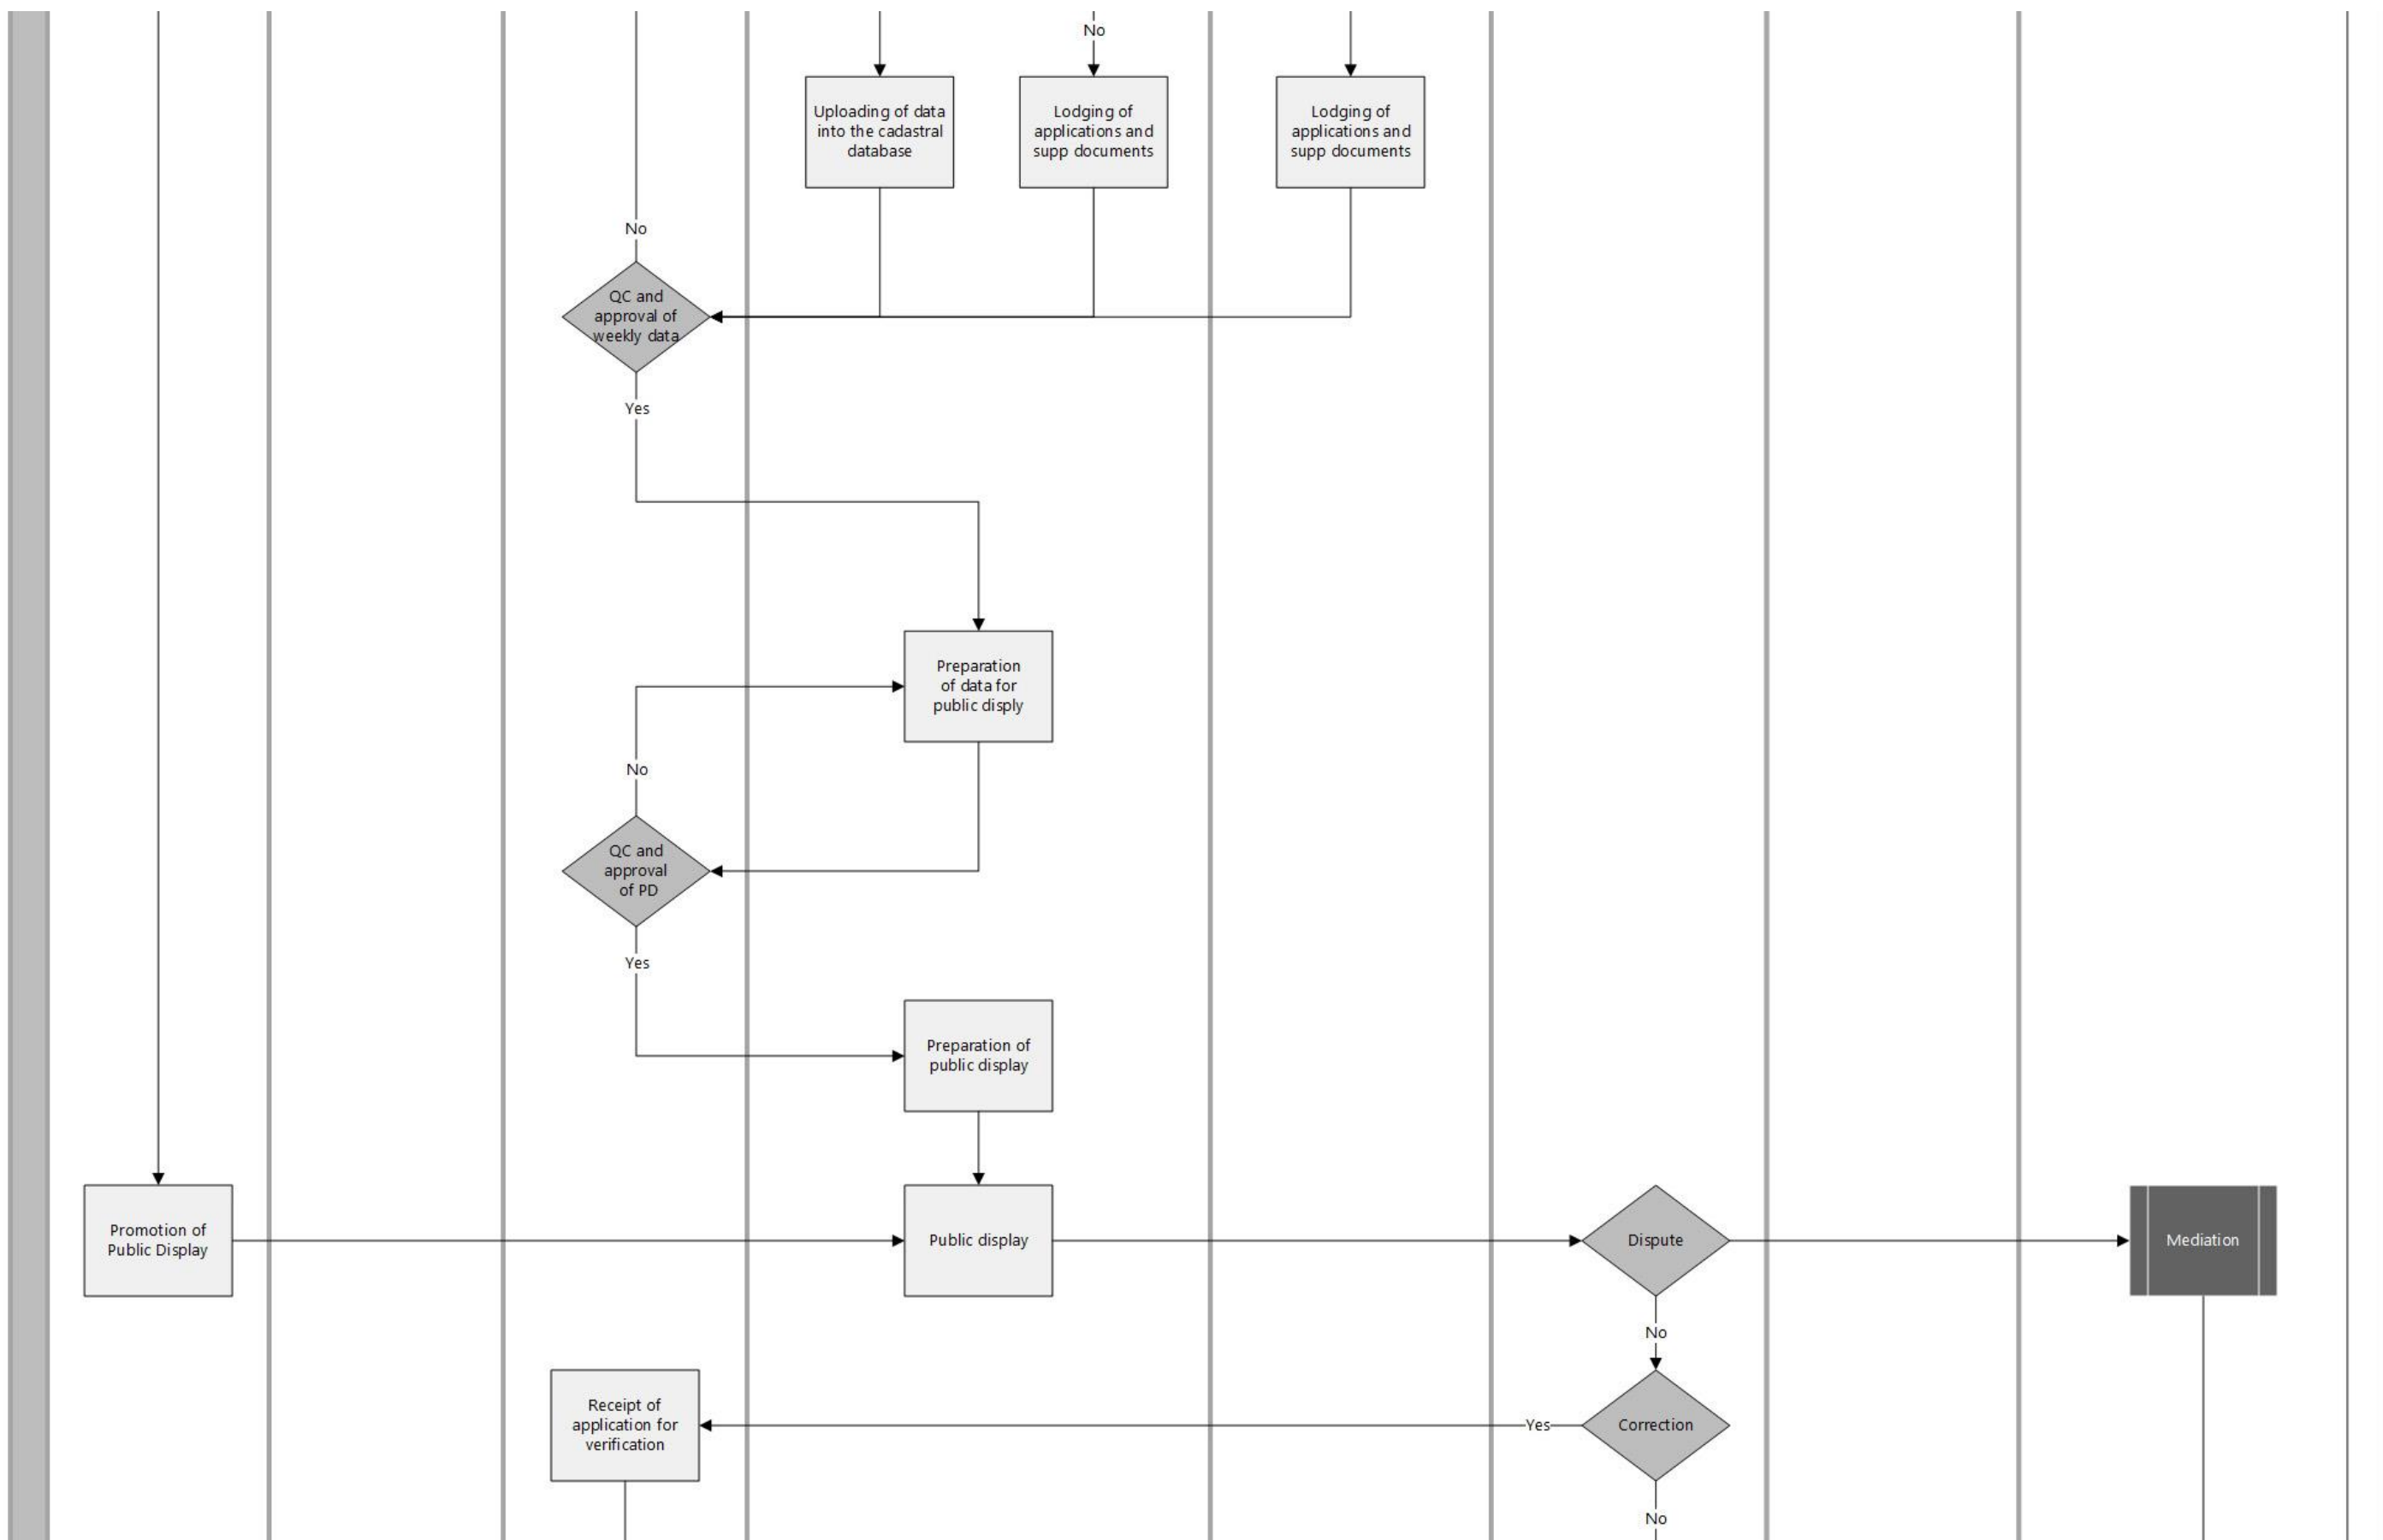 No
Uploading of data
into the cadastral
database
Lodging of
applications and
supp documents
Lodging of
applications and
supp documents
No
QC and
approval of
weekly data
Yes
Preparation
of data for
public disply
No
QC and
approval
of PD
Yes
Preparation of
public display
Promotion of
Public Display
Public display
Dispute
Mediation
No
Receipt of
application for
verification
Yes
Correction
No